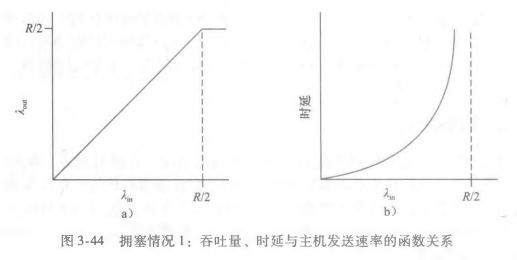 R/2
λout
λin
R/2
a)
时延
λin
R/2
b)
图 3-44 拥塞情况 1：吞吐量、时延与主机发送速率的函数关系